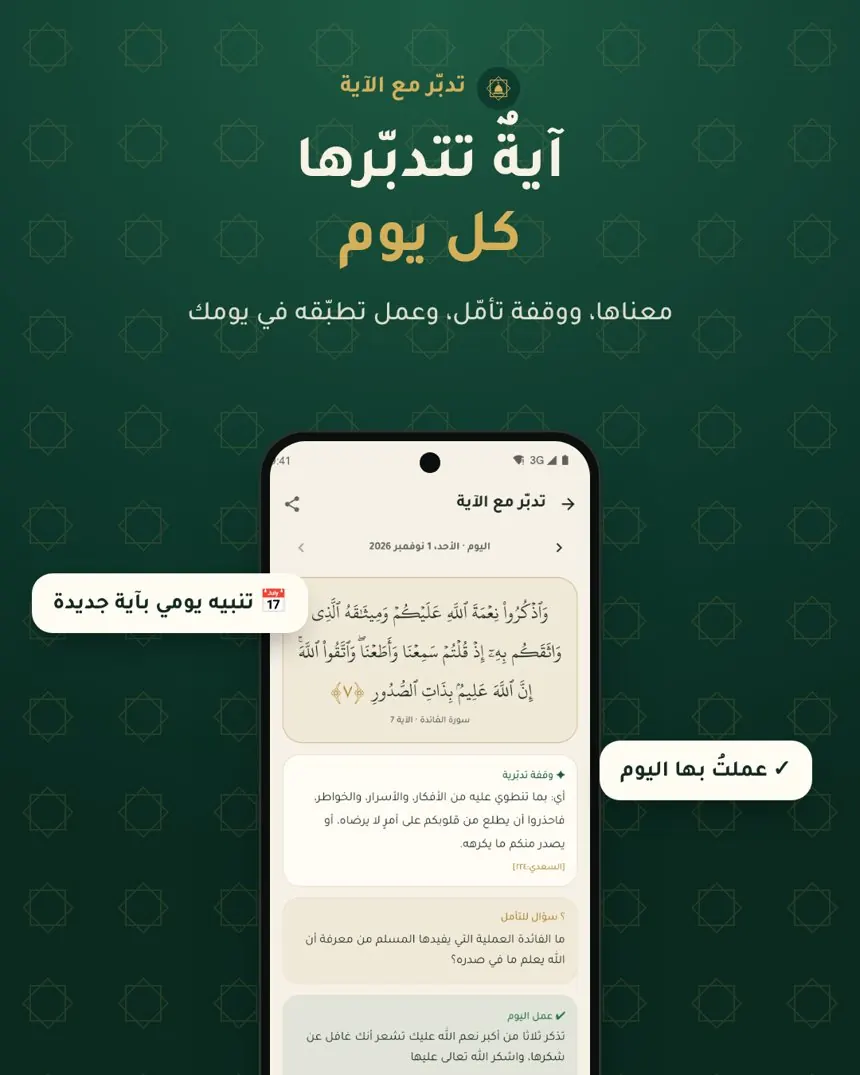 تدبّر مع الآية
آيةٌ تتدبّرها
كل يوم
معناها، ووقفة تأمّل، وعمل تطبّقه في يومك
:41
3G
تدبّر مع الآية
اليوم · الأحد، 1 نوفمبر 2026
📅 تنبيه يومي بآية جديدة
وَٱذۡكُرُواْ نِعۡمَةَ ٱللَّهِ عَلَيۡكُمۡ وَمِيثَٰقَهُ ٱلَّذِي
وَاثَقَكُم بِهِۦٓ إِذۡ قُلۡتُمۡ سَمِعۡنَا وَأَطَعۡنَاۖ وَٱتَّقُواْ ٱللَّهَۚ
إِنَّ ٱللَّهَ عَلِيمُۢ بِذَاتِ ٱلصُّدُورِ ﴿٧﴾
سورة المائدة · الآية 7
✓ عملتُ بها اليوم
✦ وقفة تدبّرية
أي: بما تنطوي عليه من الأفكار، والأسرار، والخواطر.
فاحذروا أن يطلع من قلوبكم على أمرٍ لا يرضاه، أو
يصدر منكم ما يكرهه.
[السعدي:٢٢٤]
؟ سؤال للتأمل
ما الفائدة العملية التي يفيدها المسلم من معرفة أن
الله يعلم ما في صدره؟
✓ عمل اليوم
تذكر ثلاثا من أكبر نعم الله عليك تشعر أنك غافل عن
شكرها، واشكر الله تعالى عليها